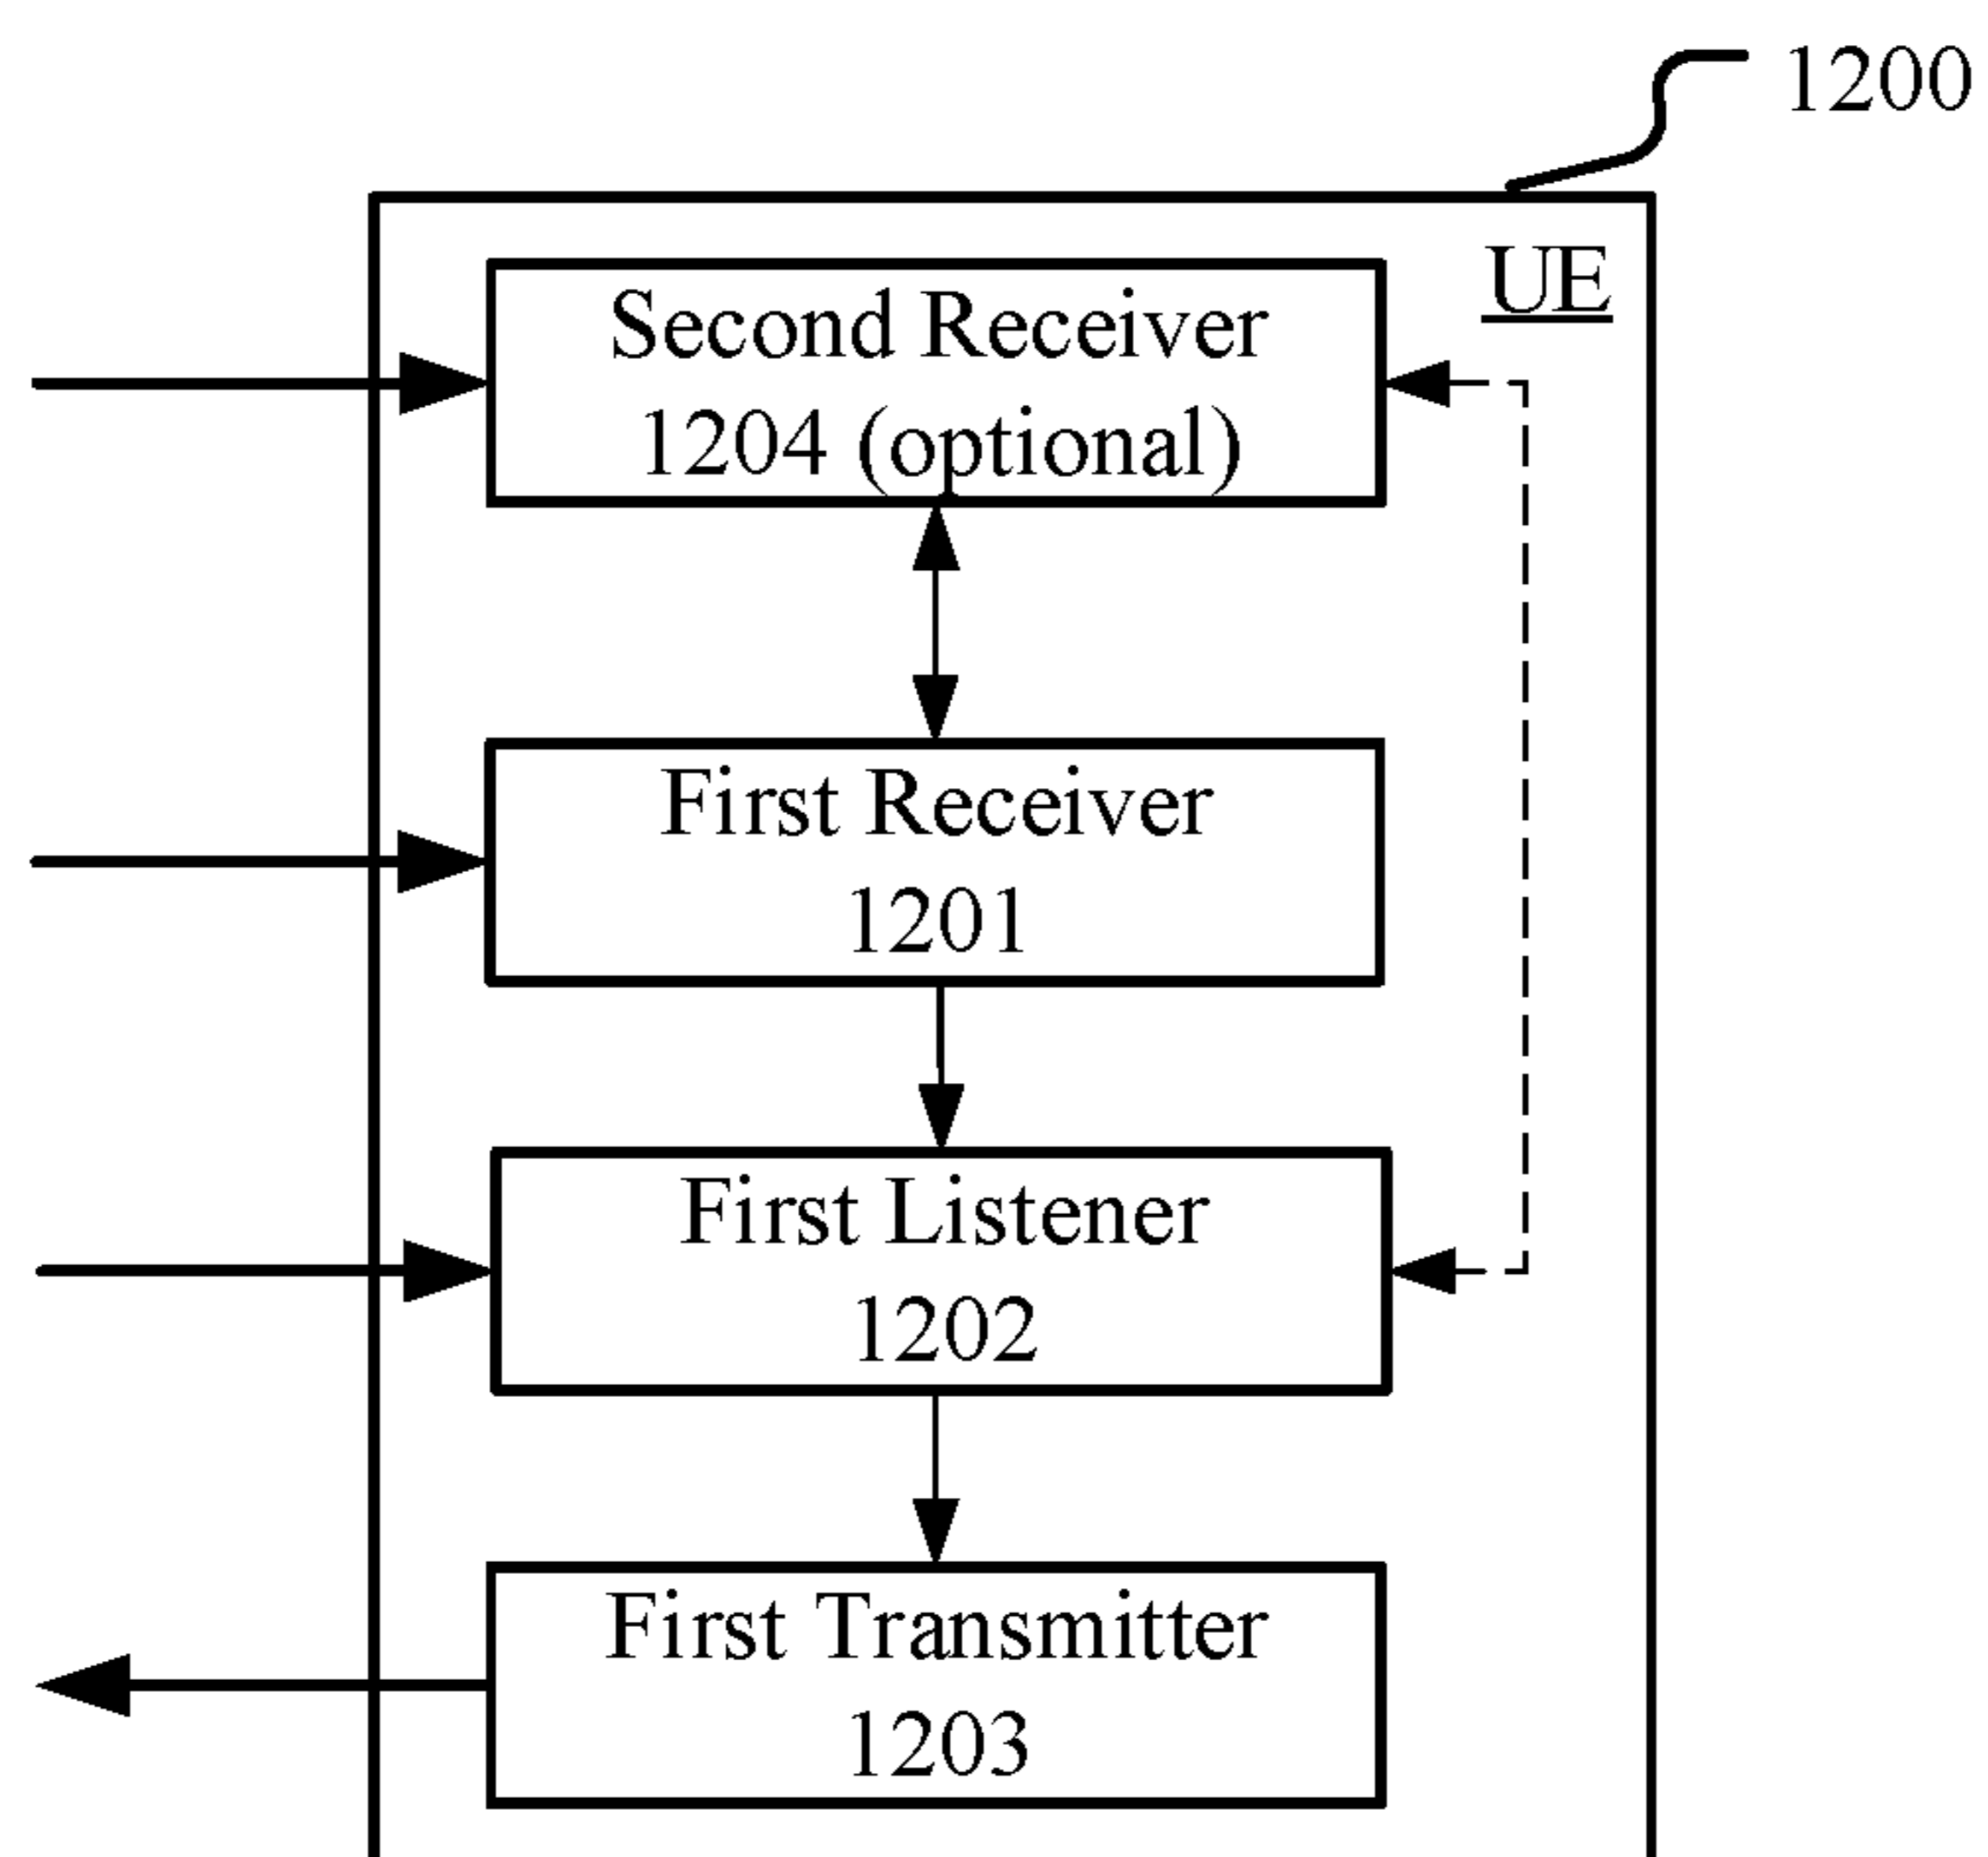 1200
UE
Second Receiver
1204 (optional)
First Receiver
1201
First Listener
1202
First Transmitter
1203